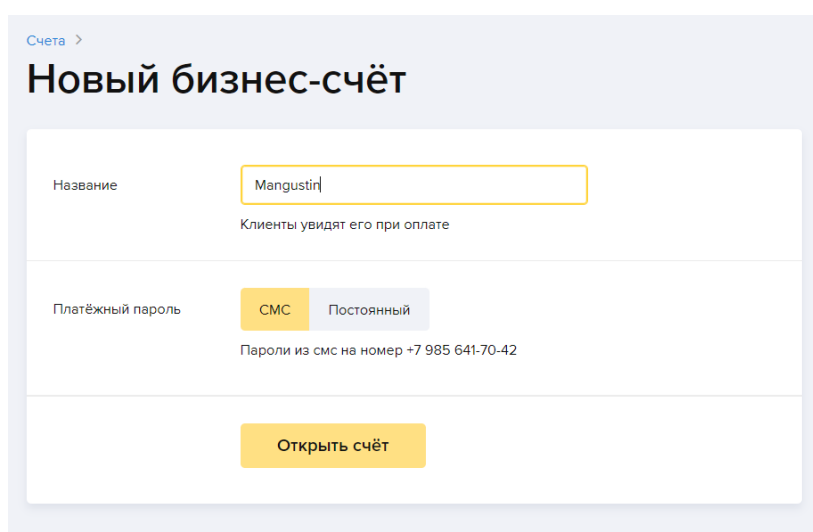 Счета >
Новый бизнес-счёт
Название
Mangustin
Клиенты увидят его при оплате
Платёжный пароль
СМС Постоянный
Пароли из смс на номер +7 985 641-70-42
Открыть счёт